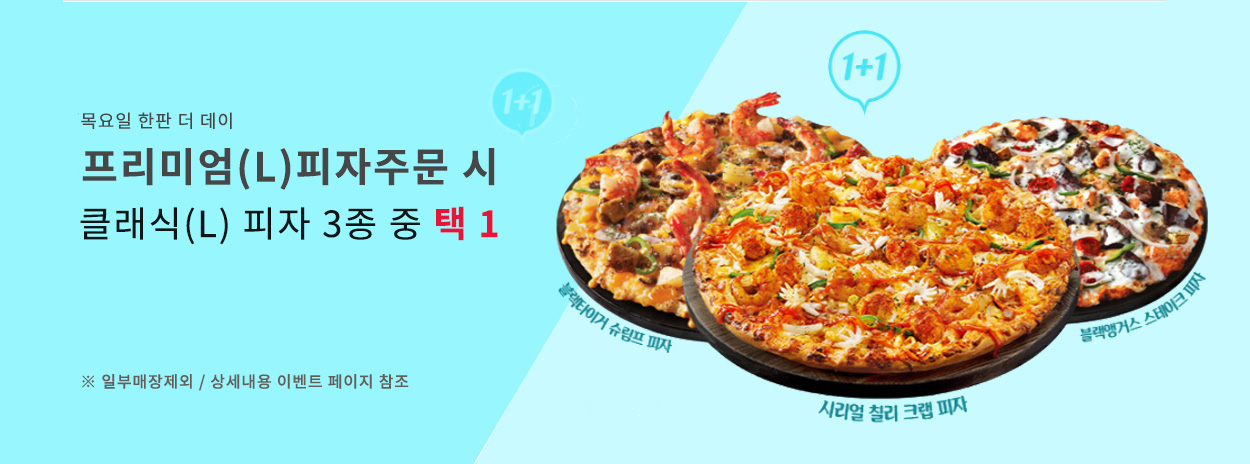 목요일 한판 더 데이
프리미엄(L)피자주문 시
클래식(L) 피자 3종 중 택 1
※ 일부매장제외 / 상세내용 이벤트 페이지 참조
1+1
1+1
블랙타이거 슈림프 피자
시리얼 칠리 크랩 피자
블랙앵거스 스테이크 피자